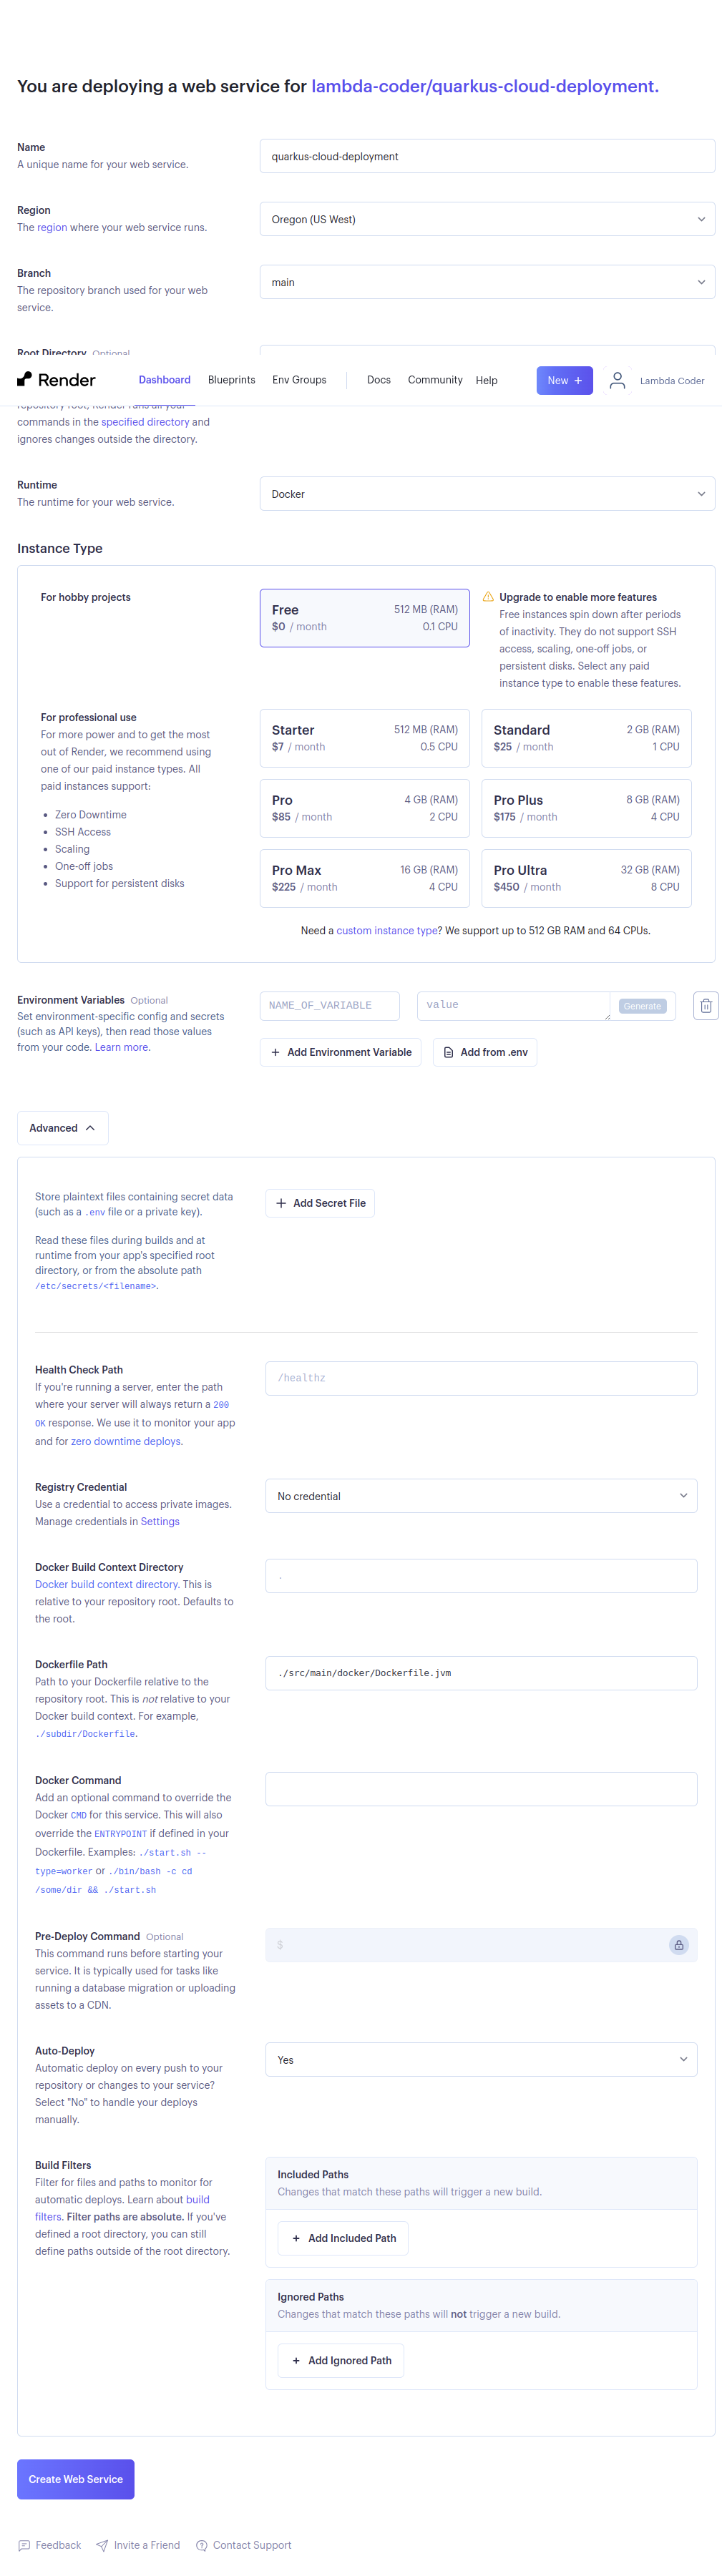 You are deploying a web service for lambda-coder/quarkus-cloud-deployment.
Name
A unique name for your web service.
quarkus-cloud-deployment
Region
The region where your web service runs.
Oregon (US West)
Branch
The repository branch used for your web
service.
main
Root Directory Optional
Render
Dashboard
Blueprints
Env Groups
Docs
Community
Help
New +
Lambda Coder
repository root, Render runs all your
commands in the specified directory and
ignores changes outside the directory.
Runtime
The runtime for your web service.
Docker
Instance Type
For hobby projects
Free
512 MB (RAM)
$0 / month
0.1 CPU
Upgrade to enable more features
Free instances spin down after periods
of inactivity. They do not support SSH
access, scaling, one-off jobs, or
persistent disks. Select any paid
instance type to enable these features.
For professional use
For more power and to get the most
out of Render, we recommend using
one of our paid instance types. All
paid instances support:
• Zero Downtime
• SSH Access
• Scaling
• One-off jobs
• Support for persistent disks
Starter
512 MB (RAM)
$7 / month
0.5 CPU
Standard
2 GB (RAM)
$25 / month
1 CPU
Pro
4 GB (RAM)
$85 / month
2 CPU
Pro Plus
8 GB (RAM)
$175 / month
4 CPU
Pro Max
16 GB (RAM)
$225 / month
4 CPU
Pro Ultra
32 GB (RAM)
$450 / month
8 CPU
Need a custom instance type? We support up to 512 GB RAM and 64 CPUs.
Environment Variables Optional
Set environment-specific config and secrets
(such as API keys), then read those values
from your code. Learn more.
NAME_OF_VARIABLE
value
Generate
+ Add Environment Variable
Add from .env
Advanced
Store plaintext files containing secret data
(such as a .env file or a private key).
Read these files during builds and at
runtime from your app's specified root
directory, or from the absolute path
/etc/secrets/<filename>.
+ Add Secret File
Health Check Path
If you're running a server, enter the path
where your server will always return a 200
OK response. We use it to monitor your app
and for zero downtime deploys.
/healthz
Registry Credential
Use a credential to access private images.
Manage credentials in Settings
No credential
Docker Build Context Directory
Docker build context directory. This is
relative to your repository root. Defaults to
the root.
.
Dockerfile Path
Path to your Dockerfile relative to the
repository root. This is not relative to your
Docker build context. For example,
./subdir/Dockerfile.
./src/main/docker/Dockerfile.jvm
Docker Command
Add an optional command to override the
Docker CMD for this service. This will also
override the ENTRYPOINT if defined in your
Dockerfile. Examples: ./start.sh --
type=worker or ./bin/bash -c cd
/some/dir && ./start.sh
Pre-Deploy Command Optional
This command runs before starting your
service. It is typically used for tasks like
running a database migration or uploading
assets to a CDN.
$
Auto-Deploy
Automatic deploy on every push to your
repository or changes to your service?
Select "No" to handle your deploys
manually.
Yes
Build Filters
Filter for files and paths to monitor for
automatic deploys. Learn about build
filters. Filter paths are absolute. If you've
defined a root directory, you can still
define paths outside of the root directory.
Included Paths
Changes that match these paths will trigger a new build.
+ Add Included Path
Ignored Paths
Changes that match these paths will not trigger a new build.
+ Add Ignored Path
Create Web Service
Feedback
Invite a Friend
Contact Support